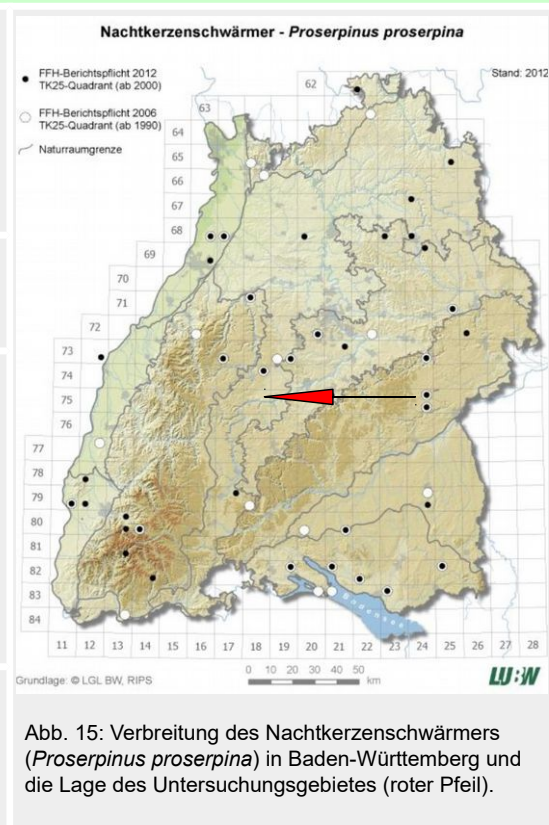 Nachtkerzenschwärmer - Proserpinus proserpina
FFH-Berichtspflicht 2012
TK25-Quadrant (ab 2000)
FFH-Berichtspflicht 2006
TK25-Quadrant (ab 1990)
Naturraumgrenze
Stand: 2012
62
63
64
65
66
67
68
69
70
71
72
73
74
75
76
77
78
79
80
81
82
83
84
11 12 13 14 15 16 17 18 19 20 21 22 23 24 25 26 27 28
0 10 20 30 40 50
km
Grundlage: © LGL BW, RIPS
LU:W
Abb. 15: Verbreitung des Nachtkerzenschwärmers
(Proserpinus proserpina) in Baden-Württemberg und
die Lage des Untersuchungsgebietes (roter Pfeil).